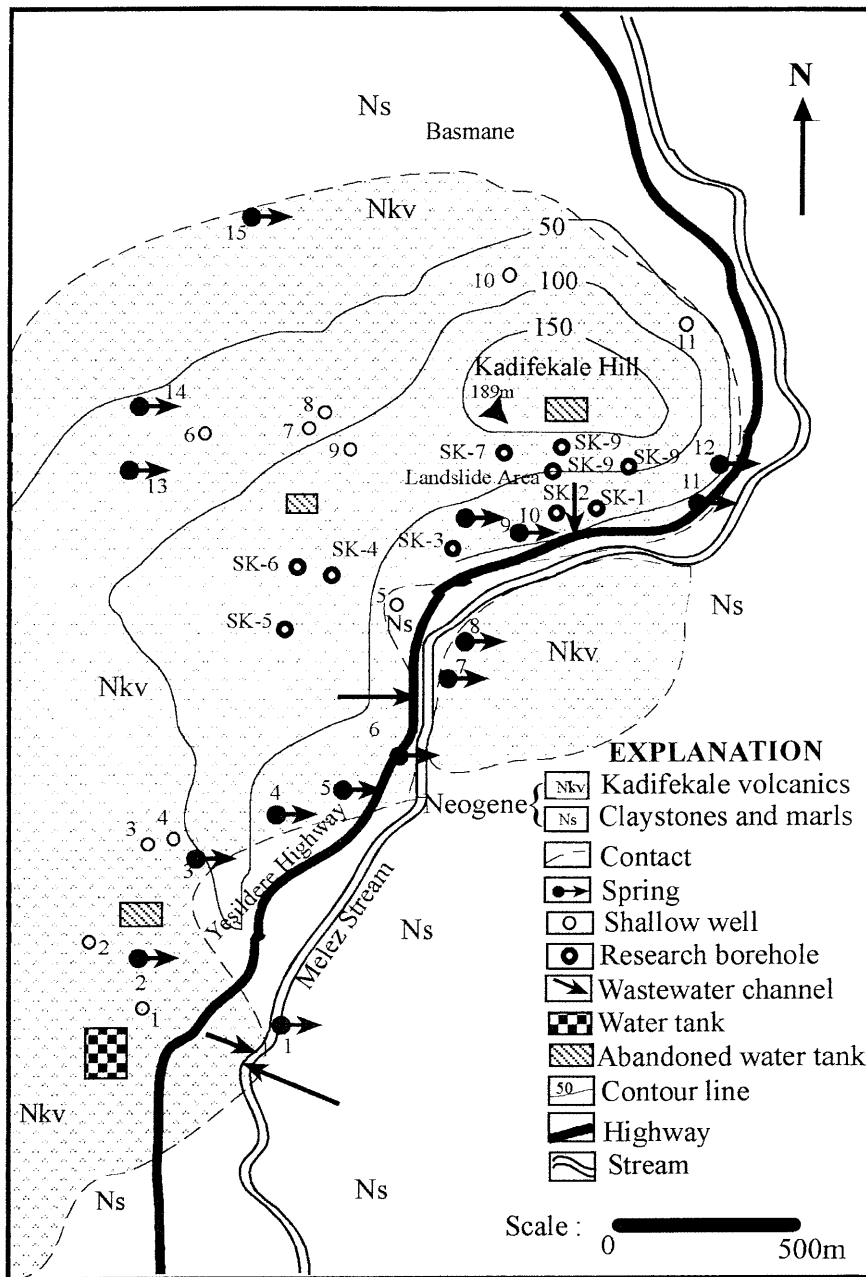 N
Ns
Basmane
Nkv
15
50
10
100
150
11
Kadifekale Hill
189m
14
8
6
7
9
SK-7
SK-9
SK-9
12
13
Landslide Area
SK-9
11
10
SK-2
SK-1
9
SK-3
SK-4
SK-6
5
Ns
Ns
SK-5
8
Nkv
7
Nkv
6
EXPLANATION
Neogene
Nkv Kadifekale volcanics
Ns Claystones and marls
Contact
Spring
Shallow well
Research borehole
Wastewater channel
Water tank
Abandoned water tank
50 Contour line
Highway
Stream
5
4
3
4
3
Yesildere Highway
Melez Stream
Ns
2
2
1
1
Nkv
Ns
Ns
Scale :
0 500m